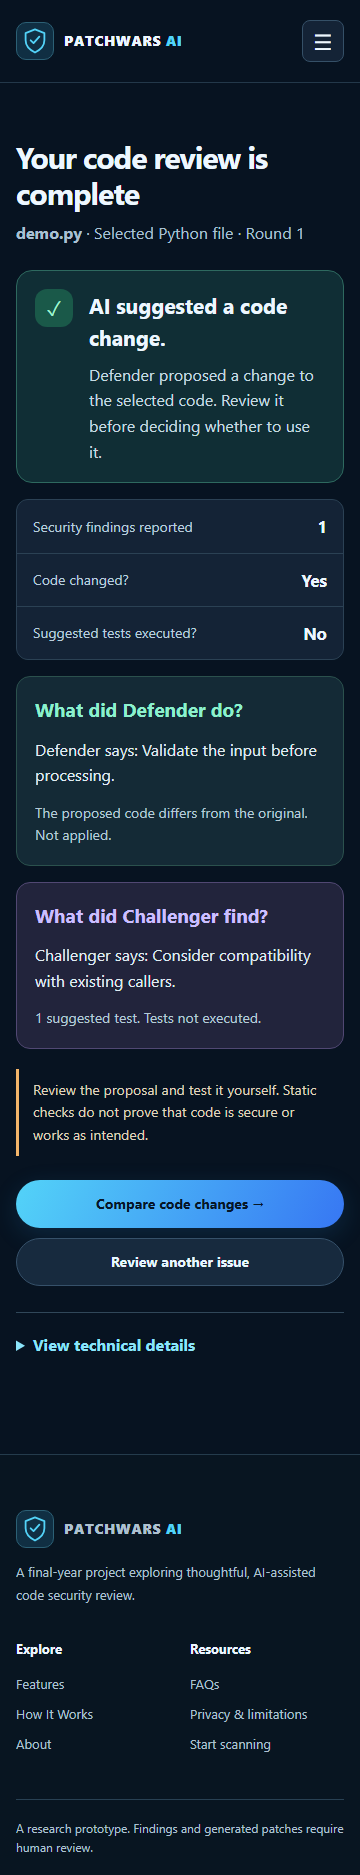 PATCHWARS AI
Your code review is
complete
demo.py · Selected Python file · Round 1
AI suggested a code
change.
Defender proposed a change to
the selected code. Review it
before deciding whether to use
it.
Security findings reported 1
Code changed? Yes
Suggested tests executed? No
What did Defender do?
Defender says: Validate the input before
processing.
The proposed code differs from the original.
Not applied.
What did Challenger find?
Challenger says: Consider compatibility
with existing callers.
1 suggested test. Tests not executed.
Review the proposal and test it yourself. Static
checks do not prove that code is secure or
works as intended.
Compare code changes →
Review another issue
View technical details
PATCHWARS AI
A final-year project exploring thoughtful, AI-assisted
code security review.
Explore Resources
Features FAQs
How It Works Privacy & limitations
About Start scanning
A research prototype. Findings and generated patches require
human review.